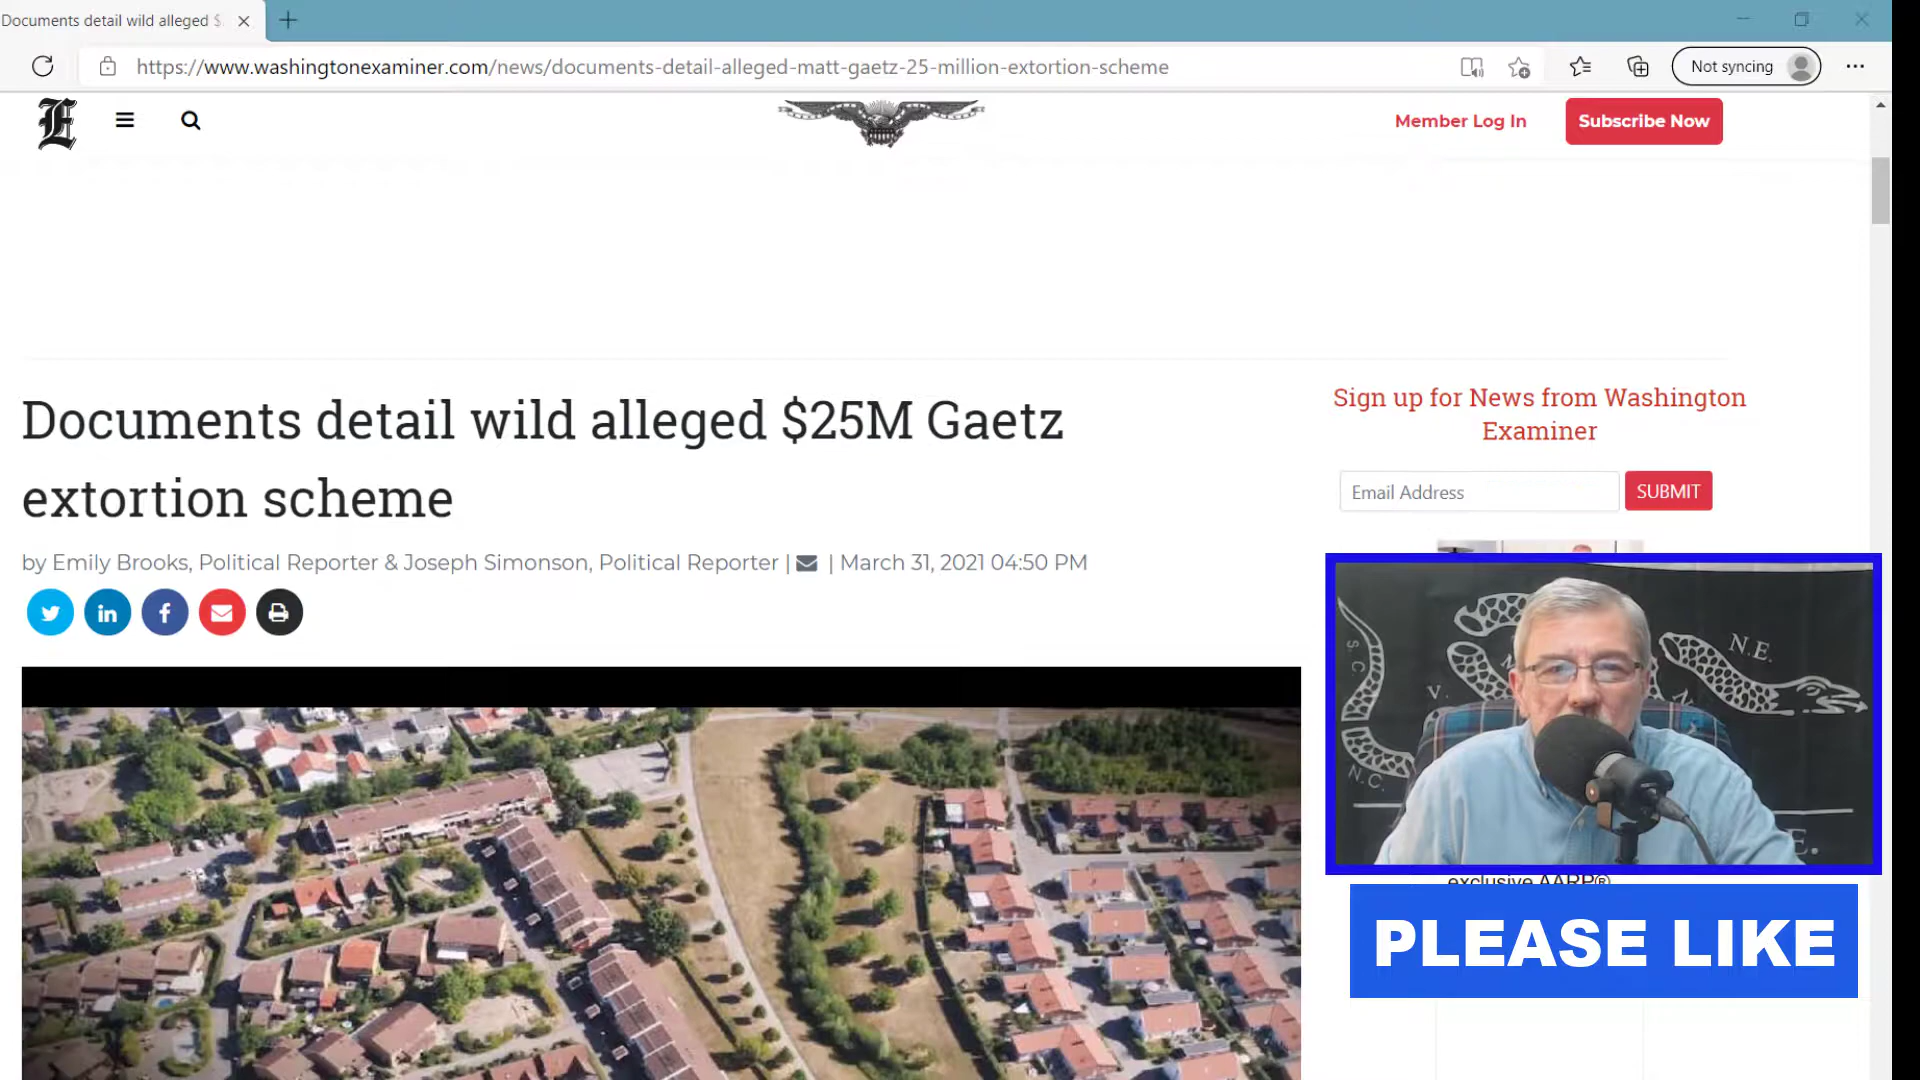 Documents detail wild alleged $
https://www.washingtonexaminer.com/news/documents-detail-alleged-matt-gaetz-25-million-extortion-scheme
Not syncing
E
Member Log In
Subscribe Now
Documents detail wild alleged $25M Gaetz
extortion scheme
by Emily Brooks, Political Reporter & Joseph Simonson, Political Reporter | | March 31, 2021 04:50 PM
Sign up for News from Washington
Examiner
Email Address
SUBMIT
S.
C.
N.C.
V.
N.E.
exclusive AARP®
PLEASE LIKE